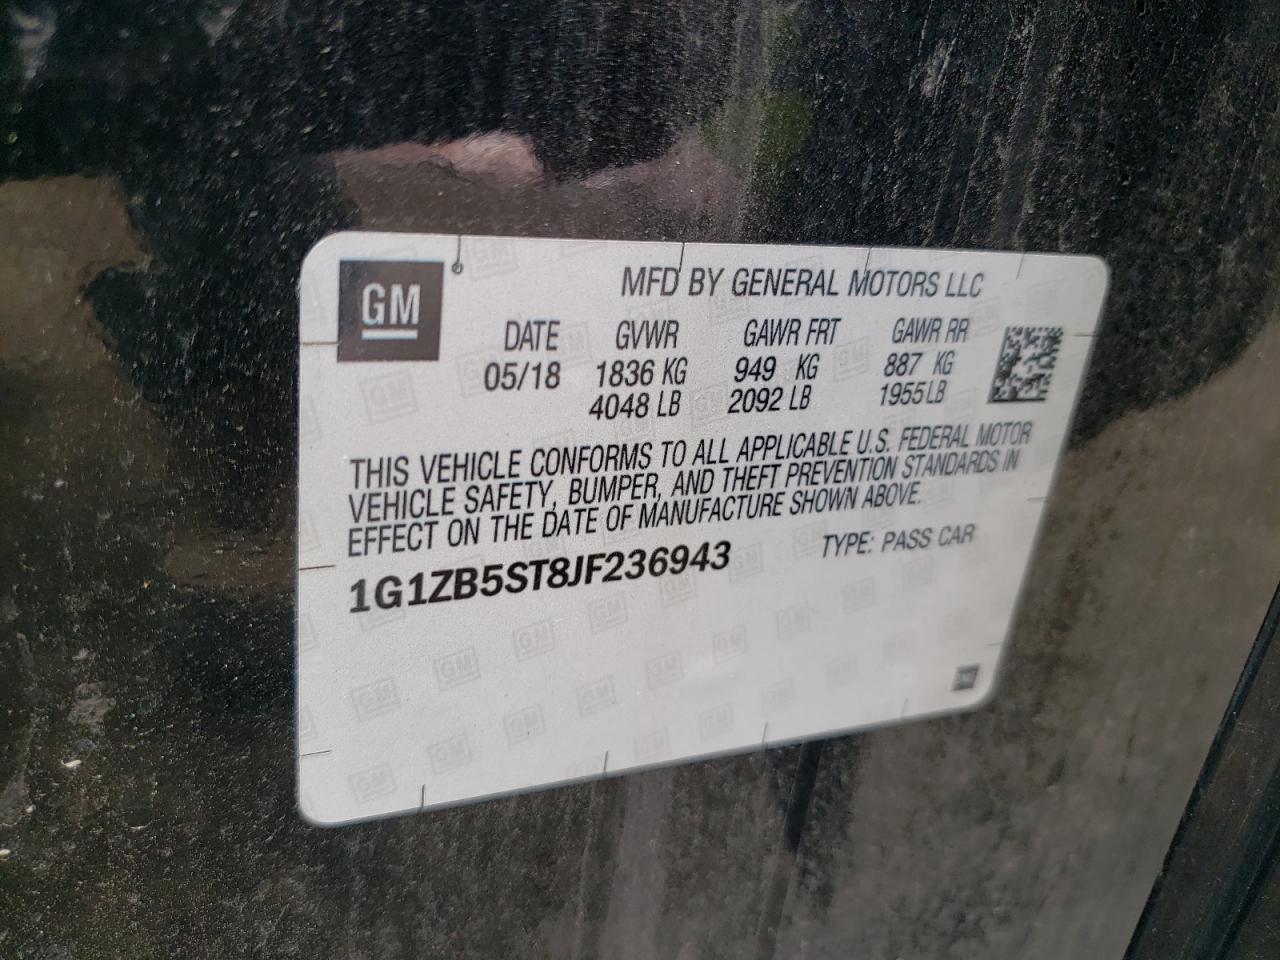 GM
MFD BY GENERAL MOTORS LLC
DATE GVWR GAWR FRT GAWR RR
05/18 1836 KG 949 KG 887 KG
4048 LB 2092 LB 1955 LB
THIS VEHICLE CONFORMS TO ALL APPLICABLE U.S. FEDERAL MOTOR
VEHICLE SAFETY, BUMPER, AND THEFT PREVENTION STANDARDS IN
EFFECT ON THE DATE OF MANUFACTURE SHOWN ABOVE.
1G1ZB5ST8JF236943 TYPE: PASS CAR